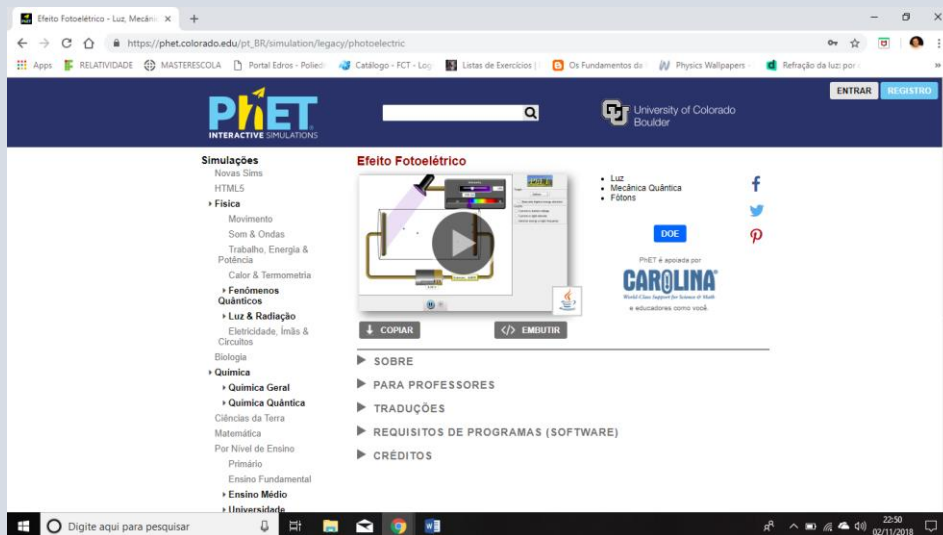 Efeito Fotoelétrico - Luz, Mecâni
https://phet.colorado.edu/pt_BR/simulation/legacy/photoelectric
Apps RELATIVIDADE MASTERESCOLA Portal Edros - Polied Catálogo - FCT - Log Listas de Exercícios Os Fundamentos da Physics Wallpapers - Refração da luz: por
ENTRAR REGISTRO
PhET
INTERACTIVE SIMULATIONS
University of Colorado
Boulder
Simulações
Novas Sims
HTML5
Física
Movimento
Som & Ondas
Trabalho, Energia &
Potência
Calor & Termometria
Fenômenos
Quânticos
Luz & Radiação
Eletricidade, Ímãs &
Circuitos
Biologia
Química
Química Geral
Química Quântica
Ciências da Terra
Matemática
Por Nível de Ensino
Primário
Ensino Fundamental
Ensino Médio
Universidade
Efeito Fotoelétrico
COPIAR
EMBUTIR
Luz
Mecânica Quântica
Fótons
DOE
PhET é apoiada por
CAROLINA
World-Class Support for Science & Math
e educadores como você.
SOBRE
PARA PROFESSORES
TRADUÇÕES
REQUISITOS DE PROGRAMAS (SOFTWARE)
CRÉDITOS
Digite aqui para pesquisar
22:50
02/11/2018